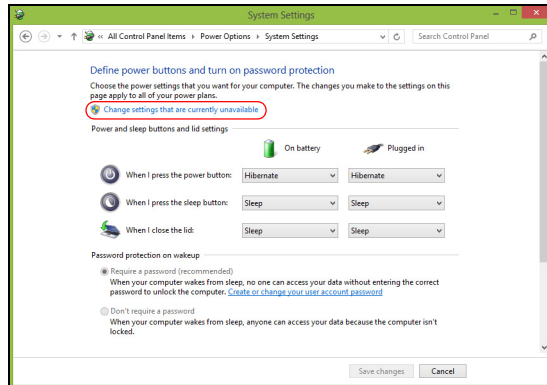 System Settings
« All Control Panel Items ▸ Power Options ▸ System Settings
Search Control Panel
Define power buttons and turn on password protection
Choose the power settings that you want for your computer. The changes you make to the settings on this
page apply to all of your power plans.
Change settings that are currently unavailable
Power and sleep buttons and lid settings
On battery Plugged in
When I press the power button: Hibernate Hibernate
When I press the sleep button: Sleep Sleep
When I close the lid: Sleep Sleep
Password protection on wakeup
Require a password (recommended)
When your computer wakes from sleep, no one can access your data without entering the correct
password to unlock the computer. Create or change your user account password
Don't require a password
When your computer wakes from sleep, anyone can access your data because the computer isn't
locked.
Save changes Cancel